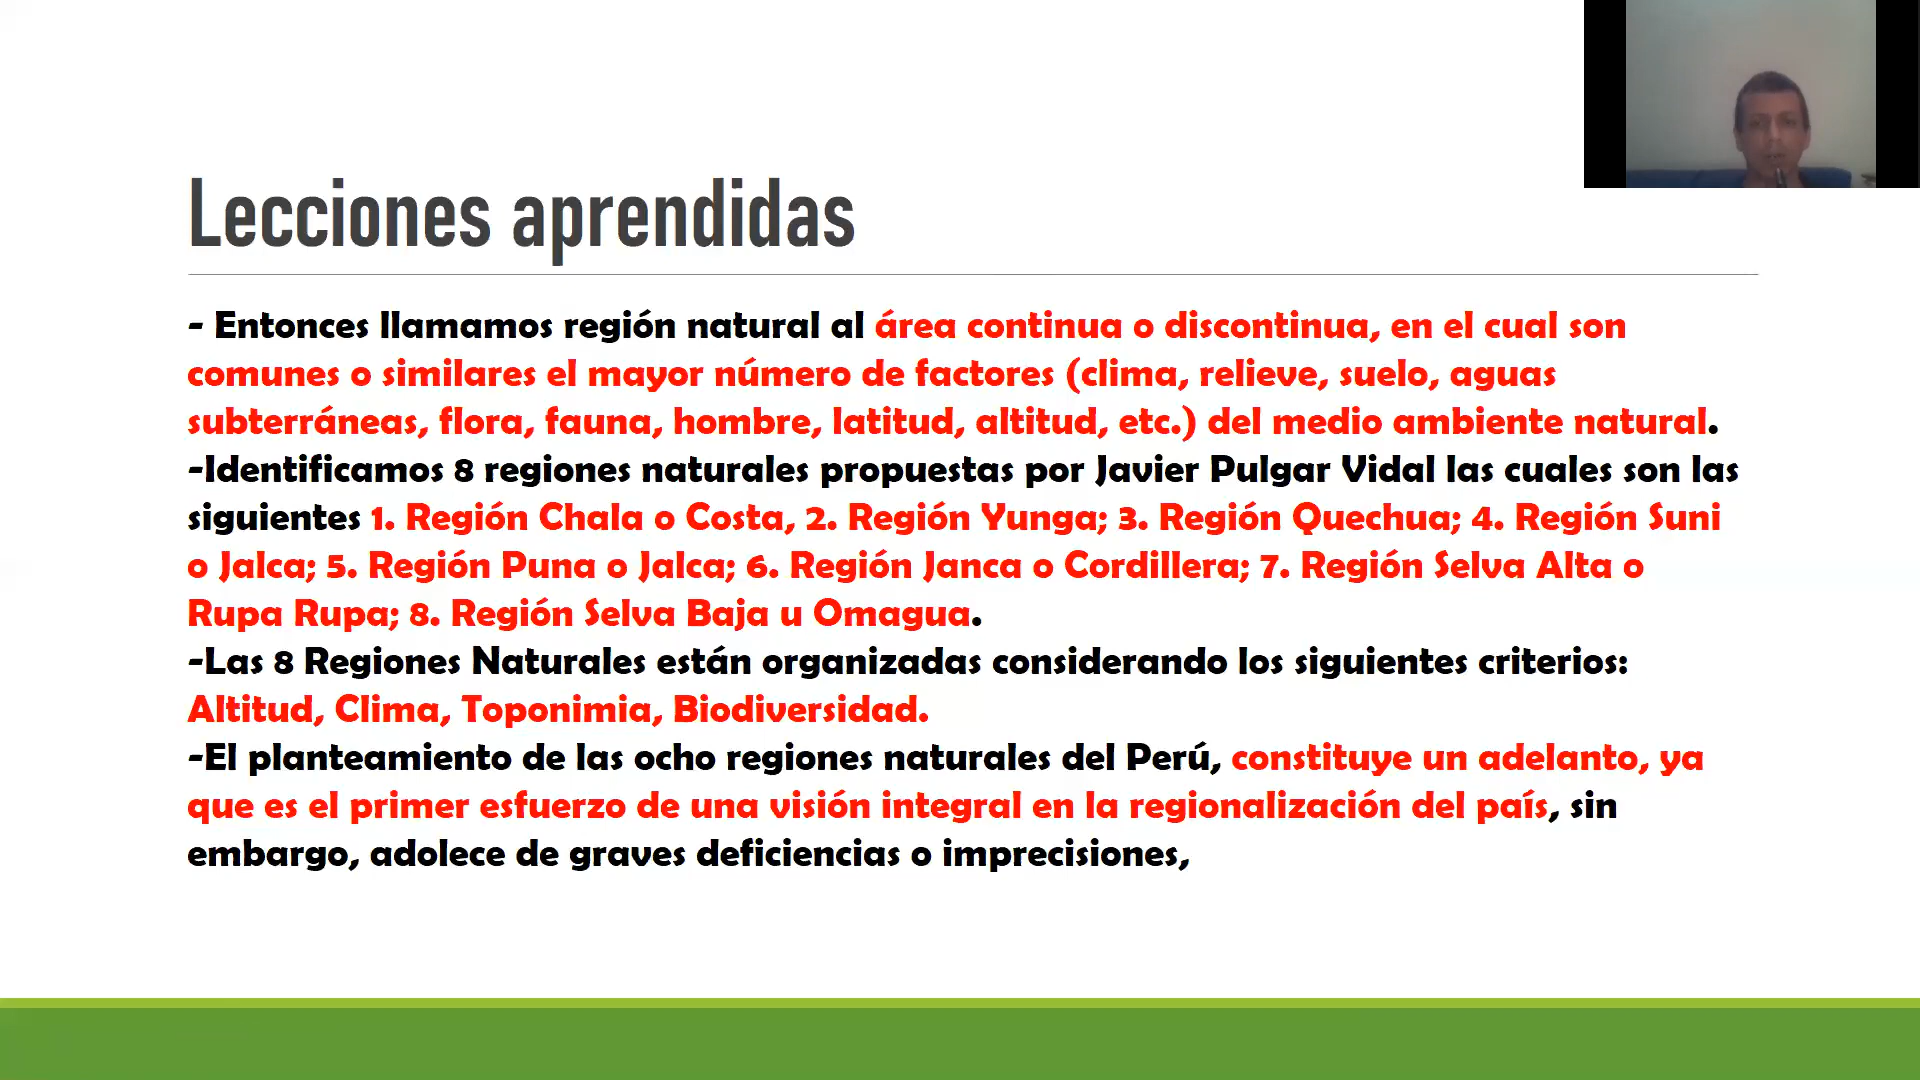 Lecciones aprendidas
- Entonces llamamos región natural al área continua o discontinua, en el cual son
comunes o similares el mayor número de factores (clima, relieve, suelo, aguas
subterráneas, flora, fauna, hombre, latitud, altitud, etc.) del medio ambiente natural.
-Identificamos 8 regiones naturales propuestas por Javier Pulgar Vidal las cuales son las
siguientes 1. Región Chala o Costa, 2. Región Yunga; 3. Región Quechua; 4. Región Suni
o Jalca; 5. Región Puna o Jalca; 6. Región Janca o Cordillera; 7. Región Selva Alta o
Rupa Rupa; 8. Región Selva Baja u Omagua.
-Las 8 Regiones Naturales están organizadas considerando los siguientes criterios:
Altitud, Clima, Toponimia, Biodiversidad.
-El planteamiento de las ocho regiones naturales del Perú, constituye un adelanto, ya
que es el primer esfuerzo de una visión integral en la regionalización del país, sin
embargo, adolece de graves deficiencias o imprecisiones,